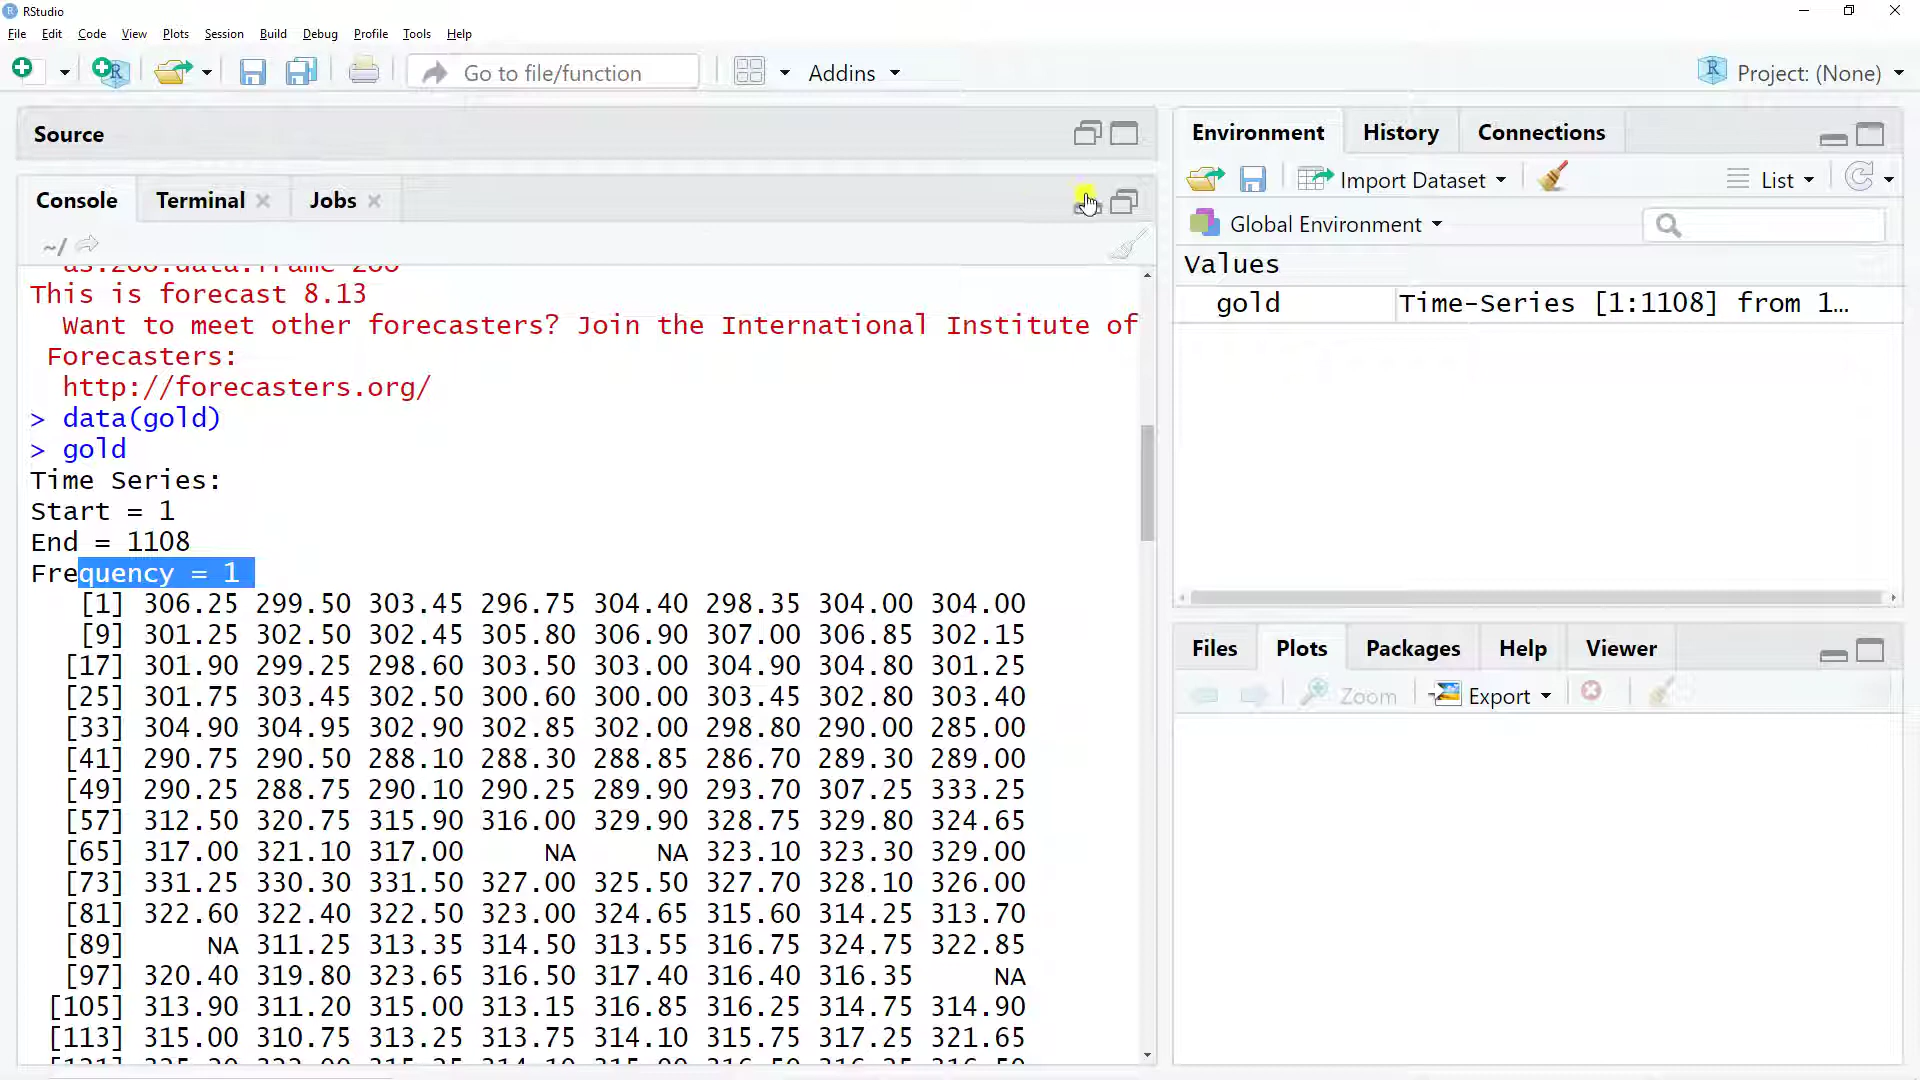 RStudio
File Edit Code View Plots Session Build Debug Profile Tools Help
Go to file/function Addins Project: (None)
Source
Console Terminal Jobs
~/
This is forecast 8.13
Want to meet other forecasters? Join the International Institute of
Forecasters:
http://forecasters.org/
> data(gold)
> gold
Time Series:
Start = 1
End = 1108
Frequency = 1
[1] 306.25 299.50 303.45 296.75 304.40 298.35 304.00 304.00
[9] 301.25 302.50 302.45 305.80 306.90 307.00 306.85 302.15
[17] 301.90 299.25 298.60 303.50 303.00 304.90 304.80 301.25
[25] 301.75 303.45 302.50 300.60 300.00 303.45 302.80 303.40
[33] 304.90 304.95 302.90 302.85 302.00 298.80 290.00 285.00
[41] 290.75 290.50 288.10 288.30 288.85 286.70 289.30 289.00
[49] 290.25 288.75 290.10 290.25 289.90 293.70 307.25 333.25
[57] 312.50 320.75 315.90 316.00 329.90 328.75 329.80 324.65
[65] 317.00 321.10 317.00 NA NA 323.10 323.30 329.00
[73] 331.25 330.30 331.50 327.00 325.50 327.70 328.10 326.00
[81] 322.60 322.40 322.50 323.00 324.65 315.60 314.25 313.70
[89] NA 311.25 313.35 314.50 313.55 316.75 324.75 322.85
[97] 320.40 319.80 323.65 316.50 317.40 316.40 316.35 NA
[105] 313.90 311.20 315.00 313.15 316.85 316.25 314.75 314.90
[113] 315.00 310.75 313.25 313.75 314.10 315.75 317.25 321.65
Environment History Connections
Import Dataset List
Global Environment
Values
gold Time-Series [1:1108] from 1…
Files Plots Packages Help Viewer
Zoom Export